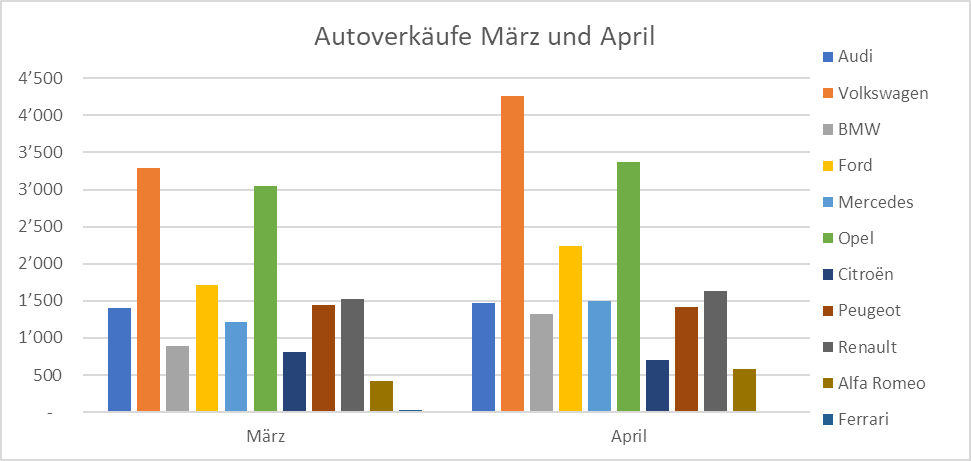 Autoverkäufe März und April
4’500
4’000
3’500
3’000
2’500
2’000
1’500
1’000
500
-
März
April
Audi
Volkswagen
BMW
Ford
Mercedes
Opel
Citroën
Peugeot
Renault
Alfa Romeo
Ferrari